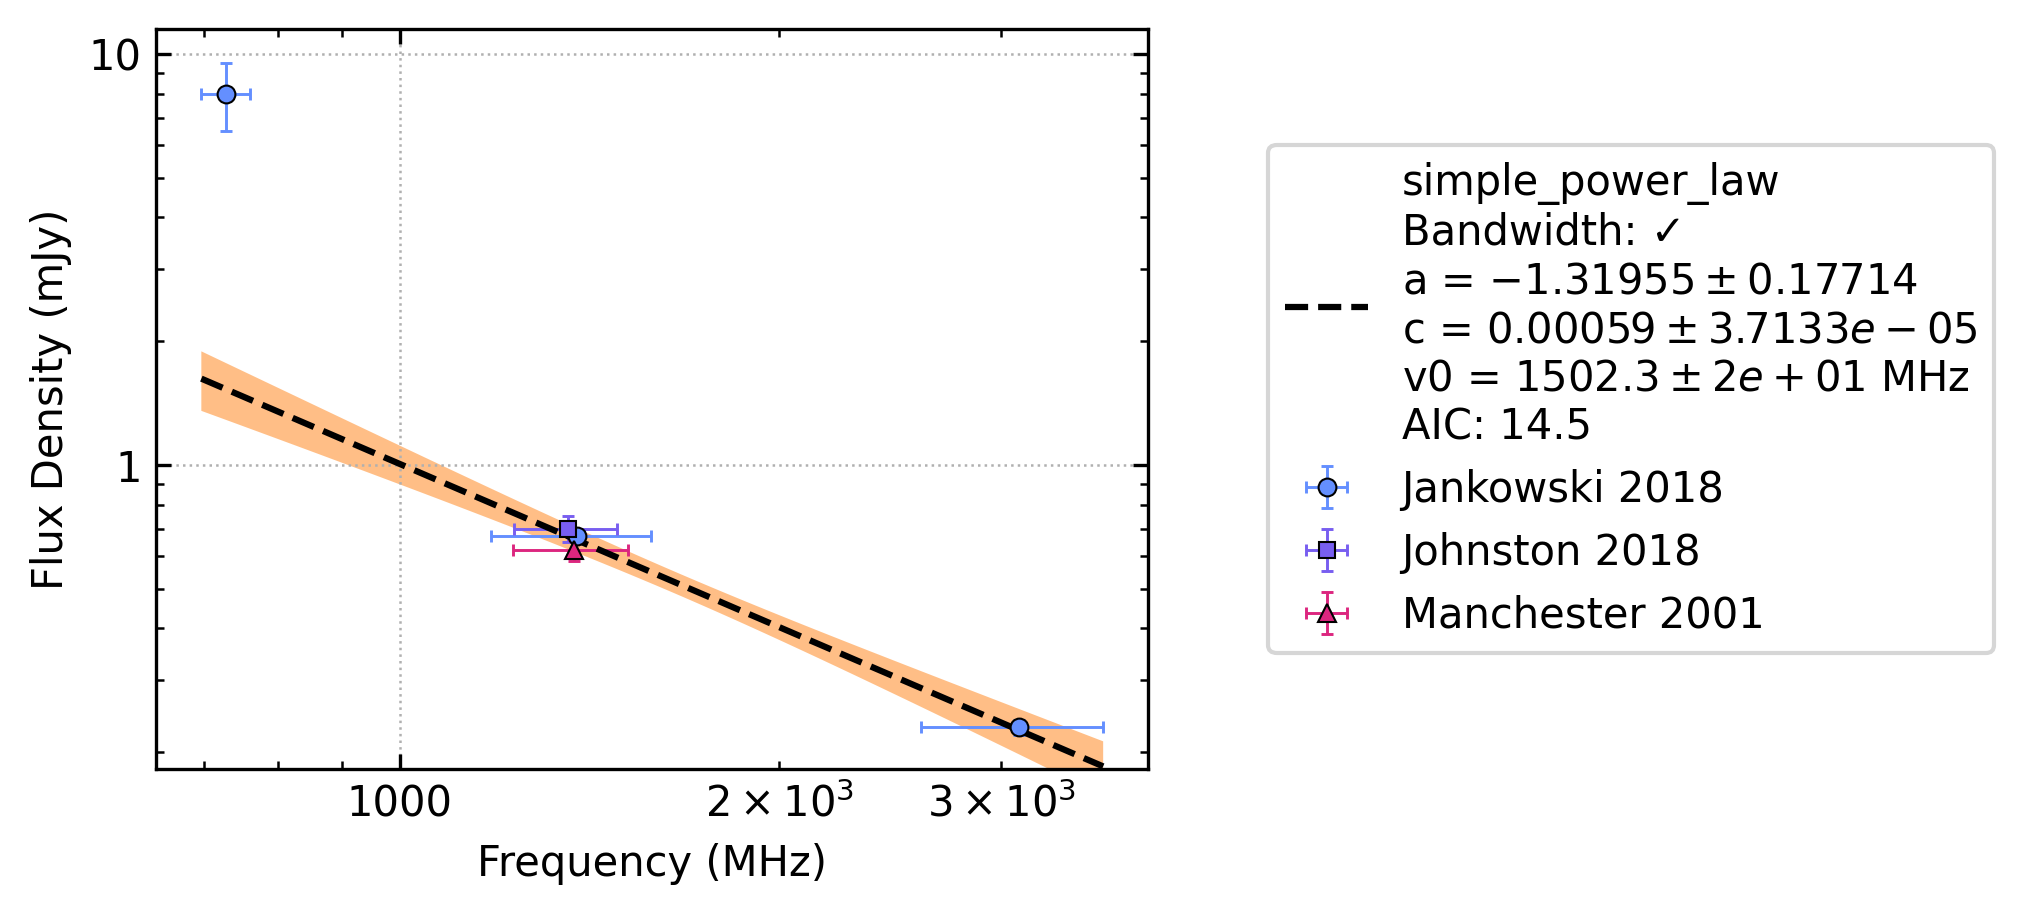 10
1
Flux Density (mJy)
1000
2 × 10³
3 × 10³
Frequency (MHz)
simple_power_law
Bandwidth: ✓
a = −1.31955 ± 0.17714
c = 0.00059 ± 3.7133e − 05
v0 = 1502.3 ± 2e + 01 MHz
AIC: 14.5
Jankowski 2018
Johnston 2018
Manchester 2001